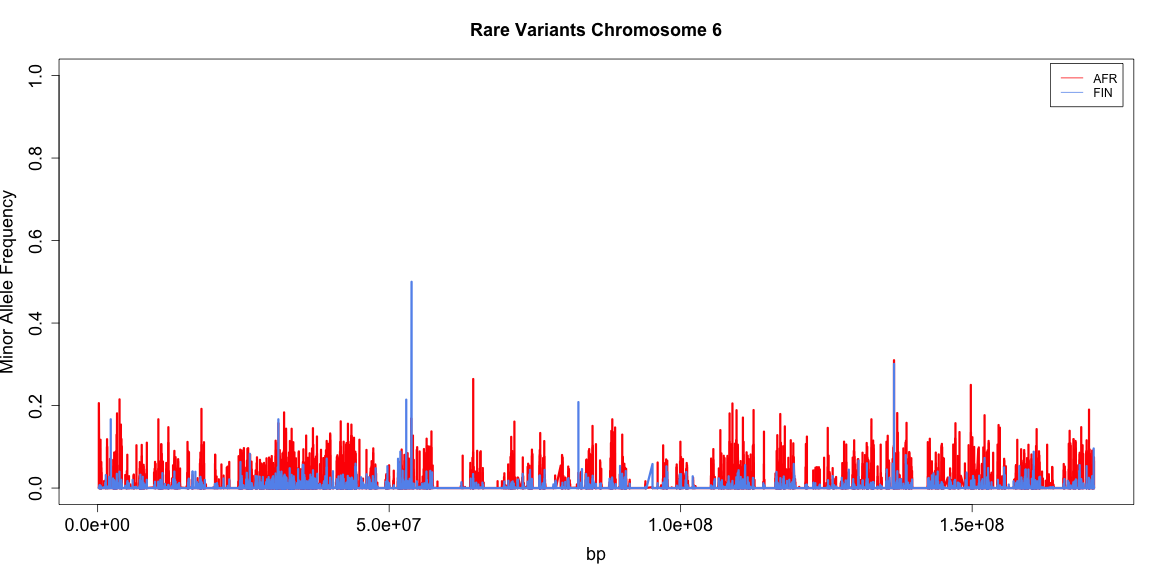 Rare Variants Chromosome 6
AFR
FIN
1.0
0.8
0.6
0.4
0.2
0.0
Minor Allele Frequency
0.0e+00 5.0e+07 1.0e+08 1.5e+08
bp